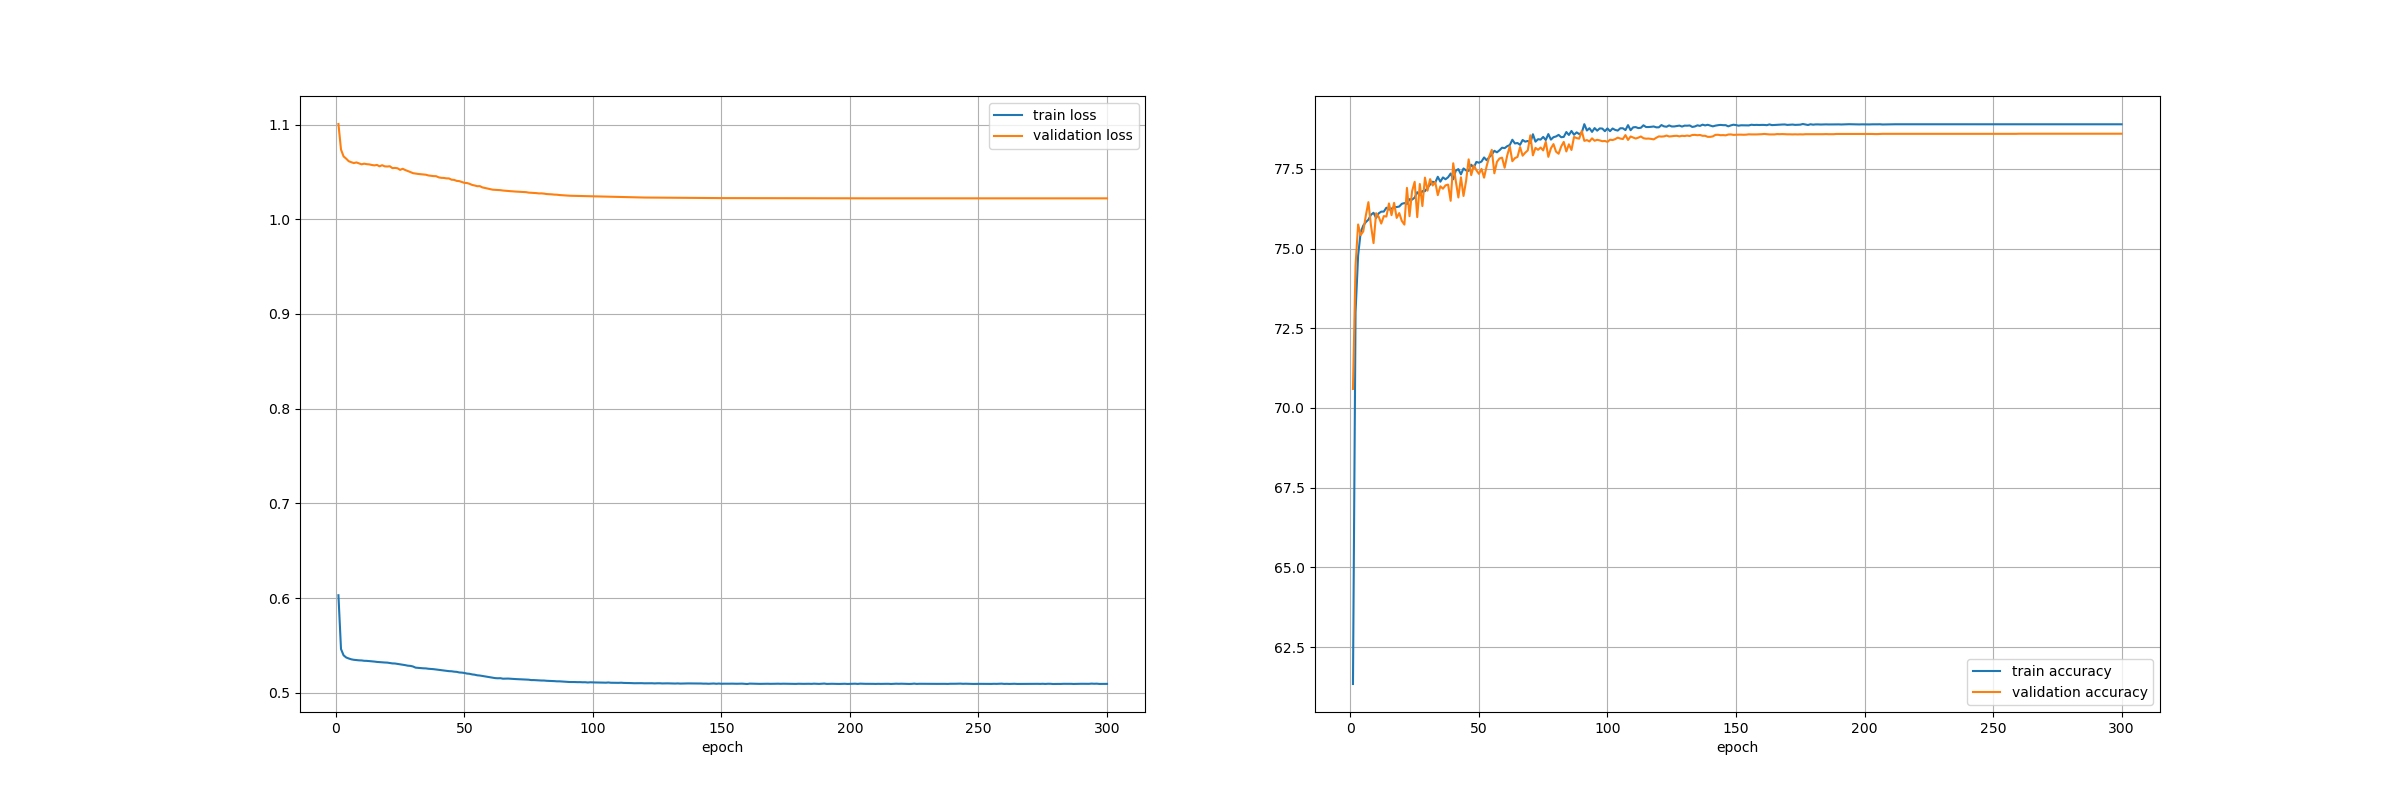 train loss
validation loss
1.1
1.0
0.9
0.8
0.7
0.6
0.5
0 50 100 150 200 250 300
epoch
77.5
75.0
72.5
70.0
67.5
65.0
62.5
train accuracy
validation accuracy
0 50 100 150 200 250 300
epoch